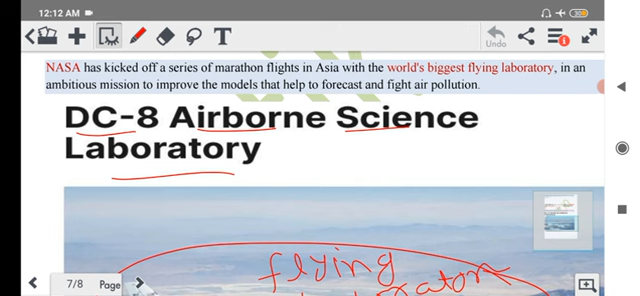 12:12 AM
30
T
Undo
NASA has kicked off a series of marathon flights in Asia with the world's biggest flying laboratory, in an
ambitious mission to improve the models that help to forecast and fight air pollution.
DC-8 Airborne Science
Laboratory
flying
7/8 Page